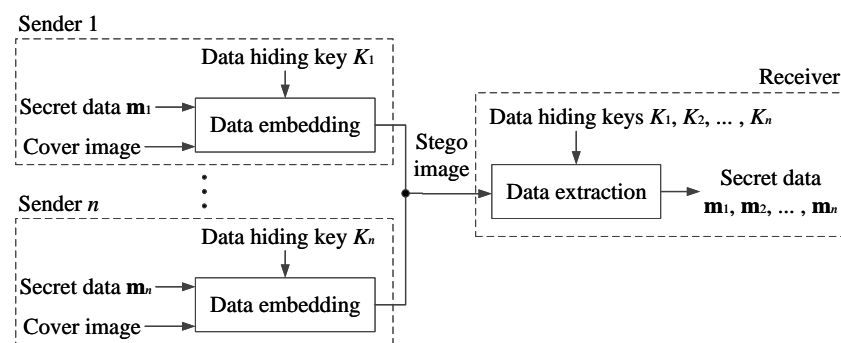 Sender 1
Data hiding key K1
Secret data m1
Data embedding
Cover image
Sender n
Data hiding key Kn
Secret data mn
Data embedding
Cover image
Stego
image
Receiver
Data hiding keys K1, K2, ... , Kn
Data extraction
Secret data
m1, m2, ... , mn